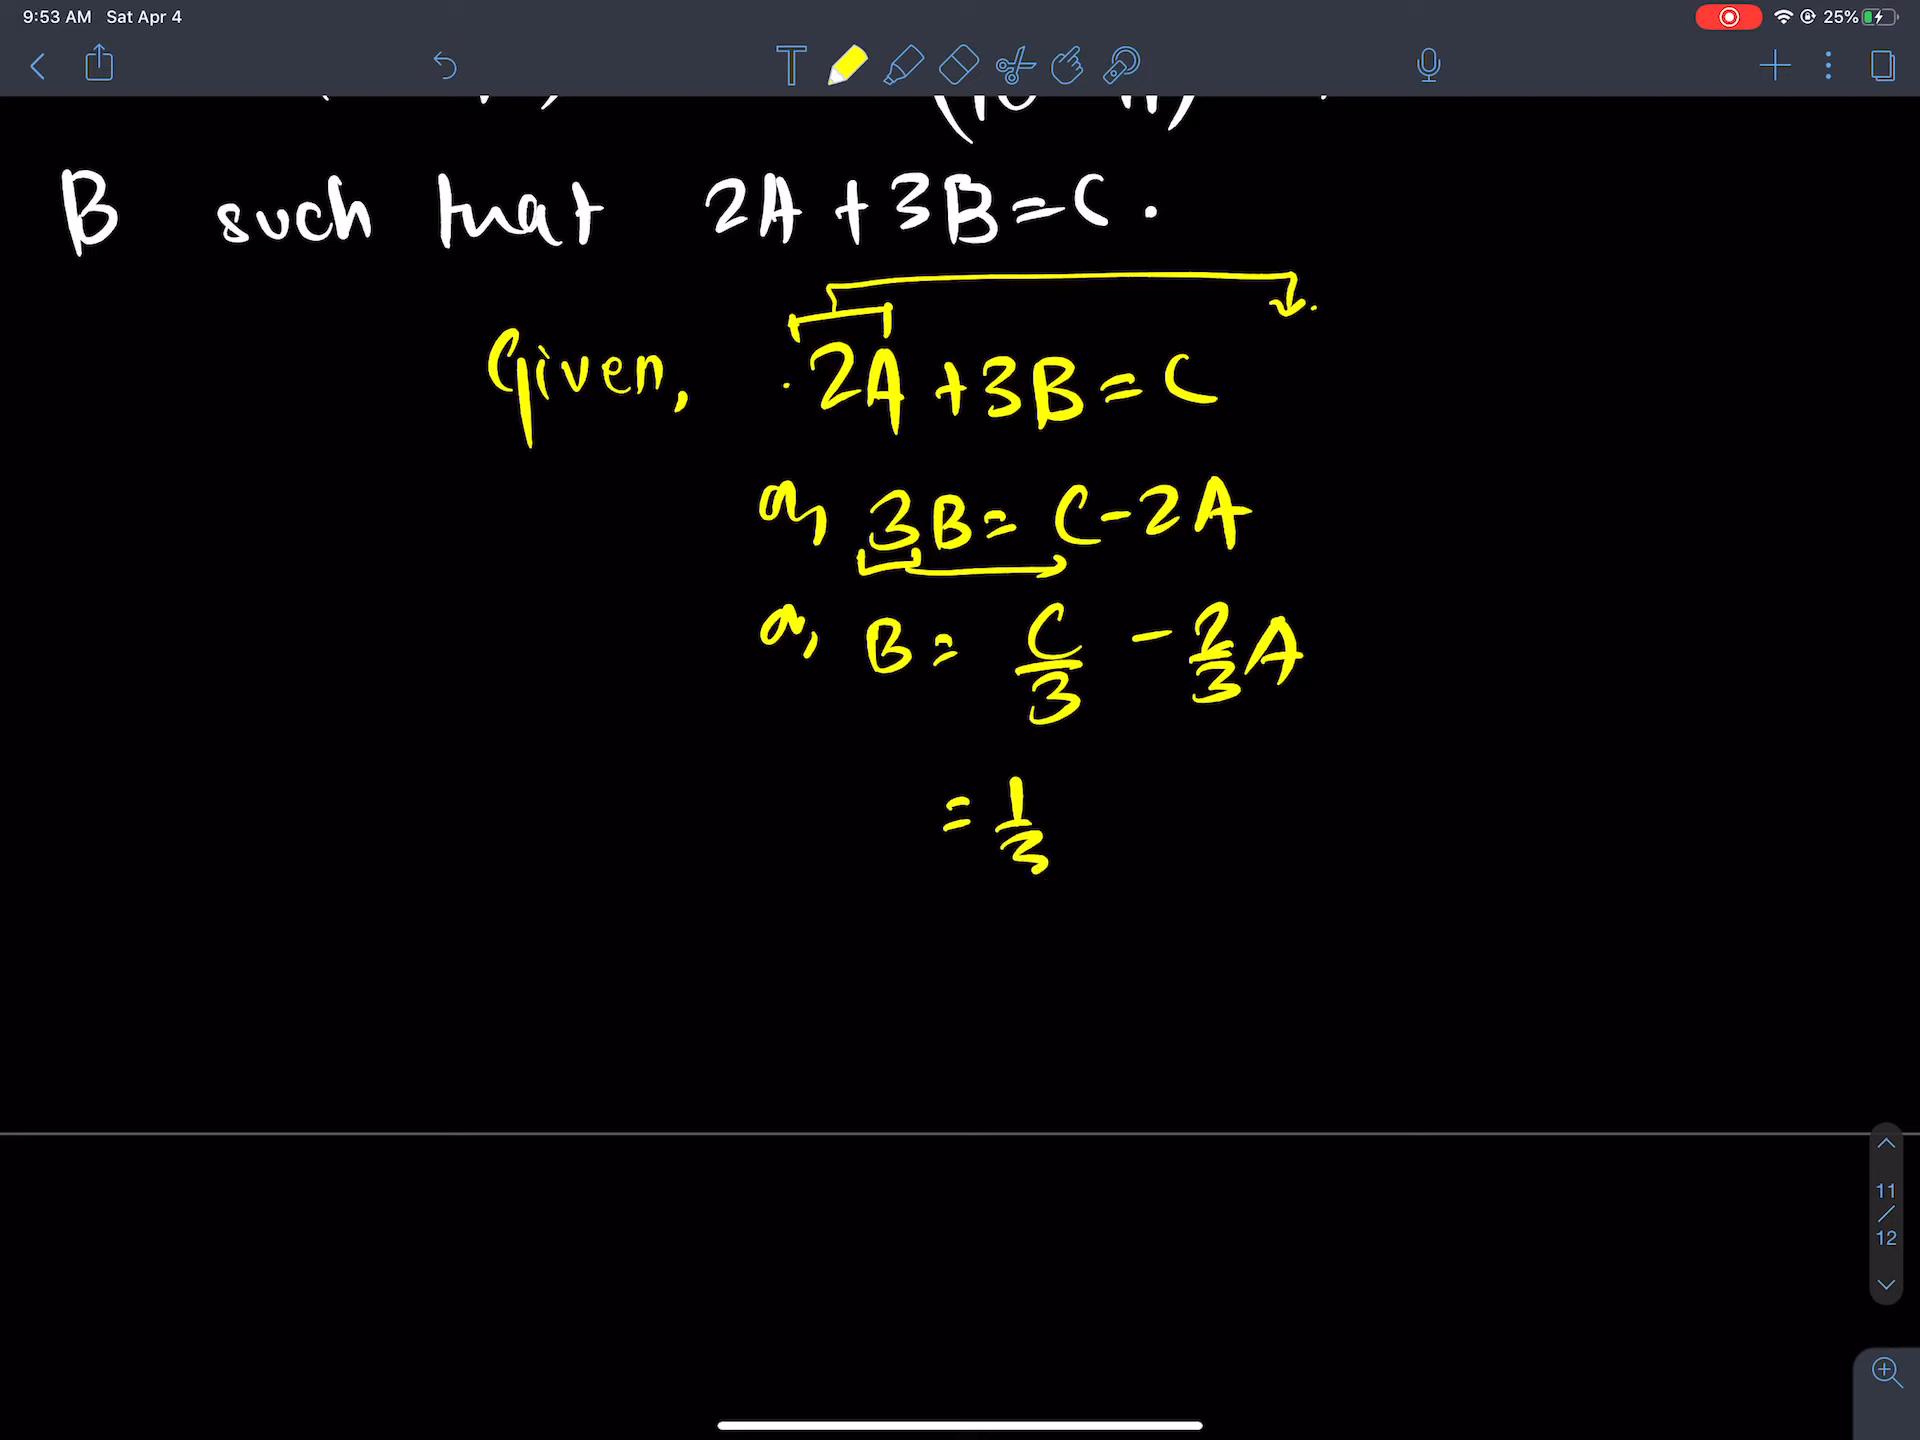 9:53 AM Sat Apr 4
25%
T
B such that 2A + 3B = C.
Given, 2A + 3B = C
or, 3B = C - 2A
or, B = C/3 - 2/3 A
= 1/3
11
/
12